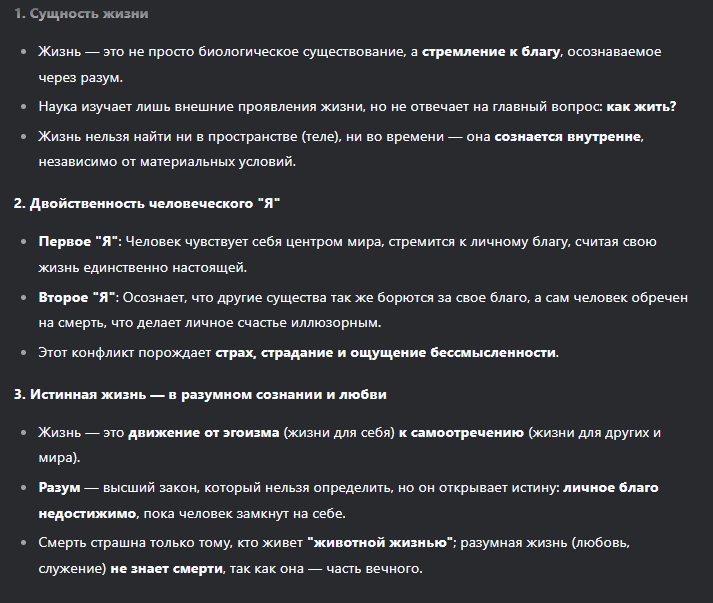 1. Сущность жизни
• Жизнь — это не просто биологическое существование, а стремление к благу, осознаваемое
через разум.
• Наука изучает лишь внешние проявления жизни, но не отвечает на главный вопрос: как жить?
• Жизнь нельзя найти ни в пространстве (теле), ни во времени — она сознается внутренне,
независимо от материальных условий.
2. Двойственность человеческого "Я"
• Первое "Я": Человек чувствует себя центром мира, стремится к личному благу, считая свою
жизнь единственно настоящей.
• Второе "Я": Осознает, что другие существа так же борются за свое благо, а сам человек обречен
на смерть, что делает личное счастье иллюзорным.
• Этот конфликт порождает страх, страдание и ощущение бессмысленности.
3. Истинная жизнь — в разумном сознании и любви
• Жизнь — это движение от эгоизма (жизни для себя) к самоотречению (жизни для других и
мира).
• Разум — высший закон, который нельзя определить, но он открывает истину: личное благо
недостижимо, пока человек замкнут на себе.
• Смерть страшна только тому, кто живет "животной жизнью"; разумная жизнь (любовь,
служение) не знает смерти, так как она — часть вечного.